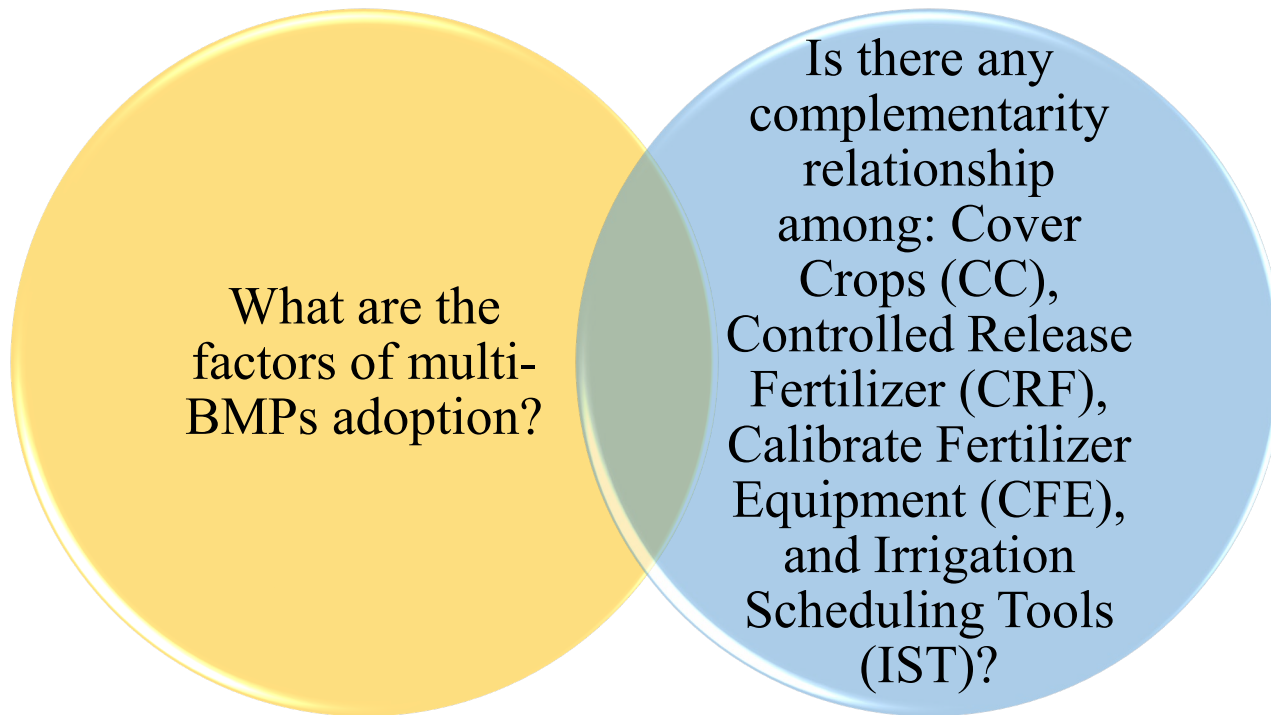 What are the
factors of multi-
BMPs adoption?
Is there any
complementarity
relationship
among: Cover
Crops (CC),
Controlled Release
Fertilizer (CRF),
Calibrate Fertilizer
Equipment (CFE),
and Irrigation
Scheduling Tools
(IST)?